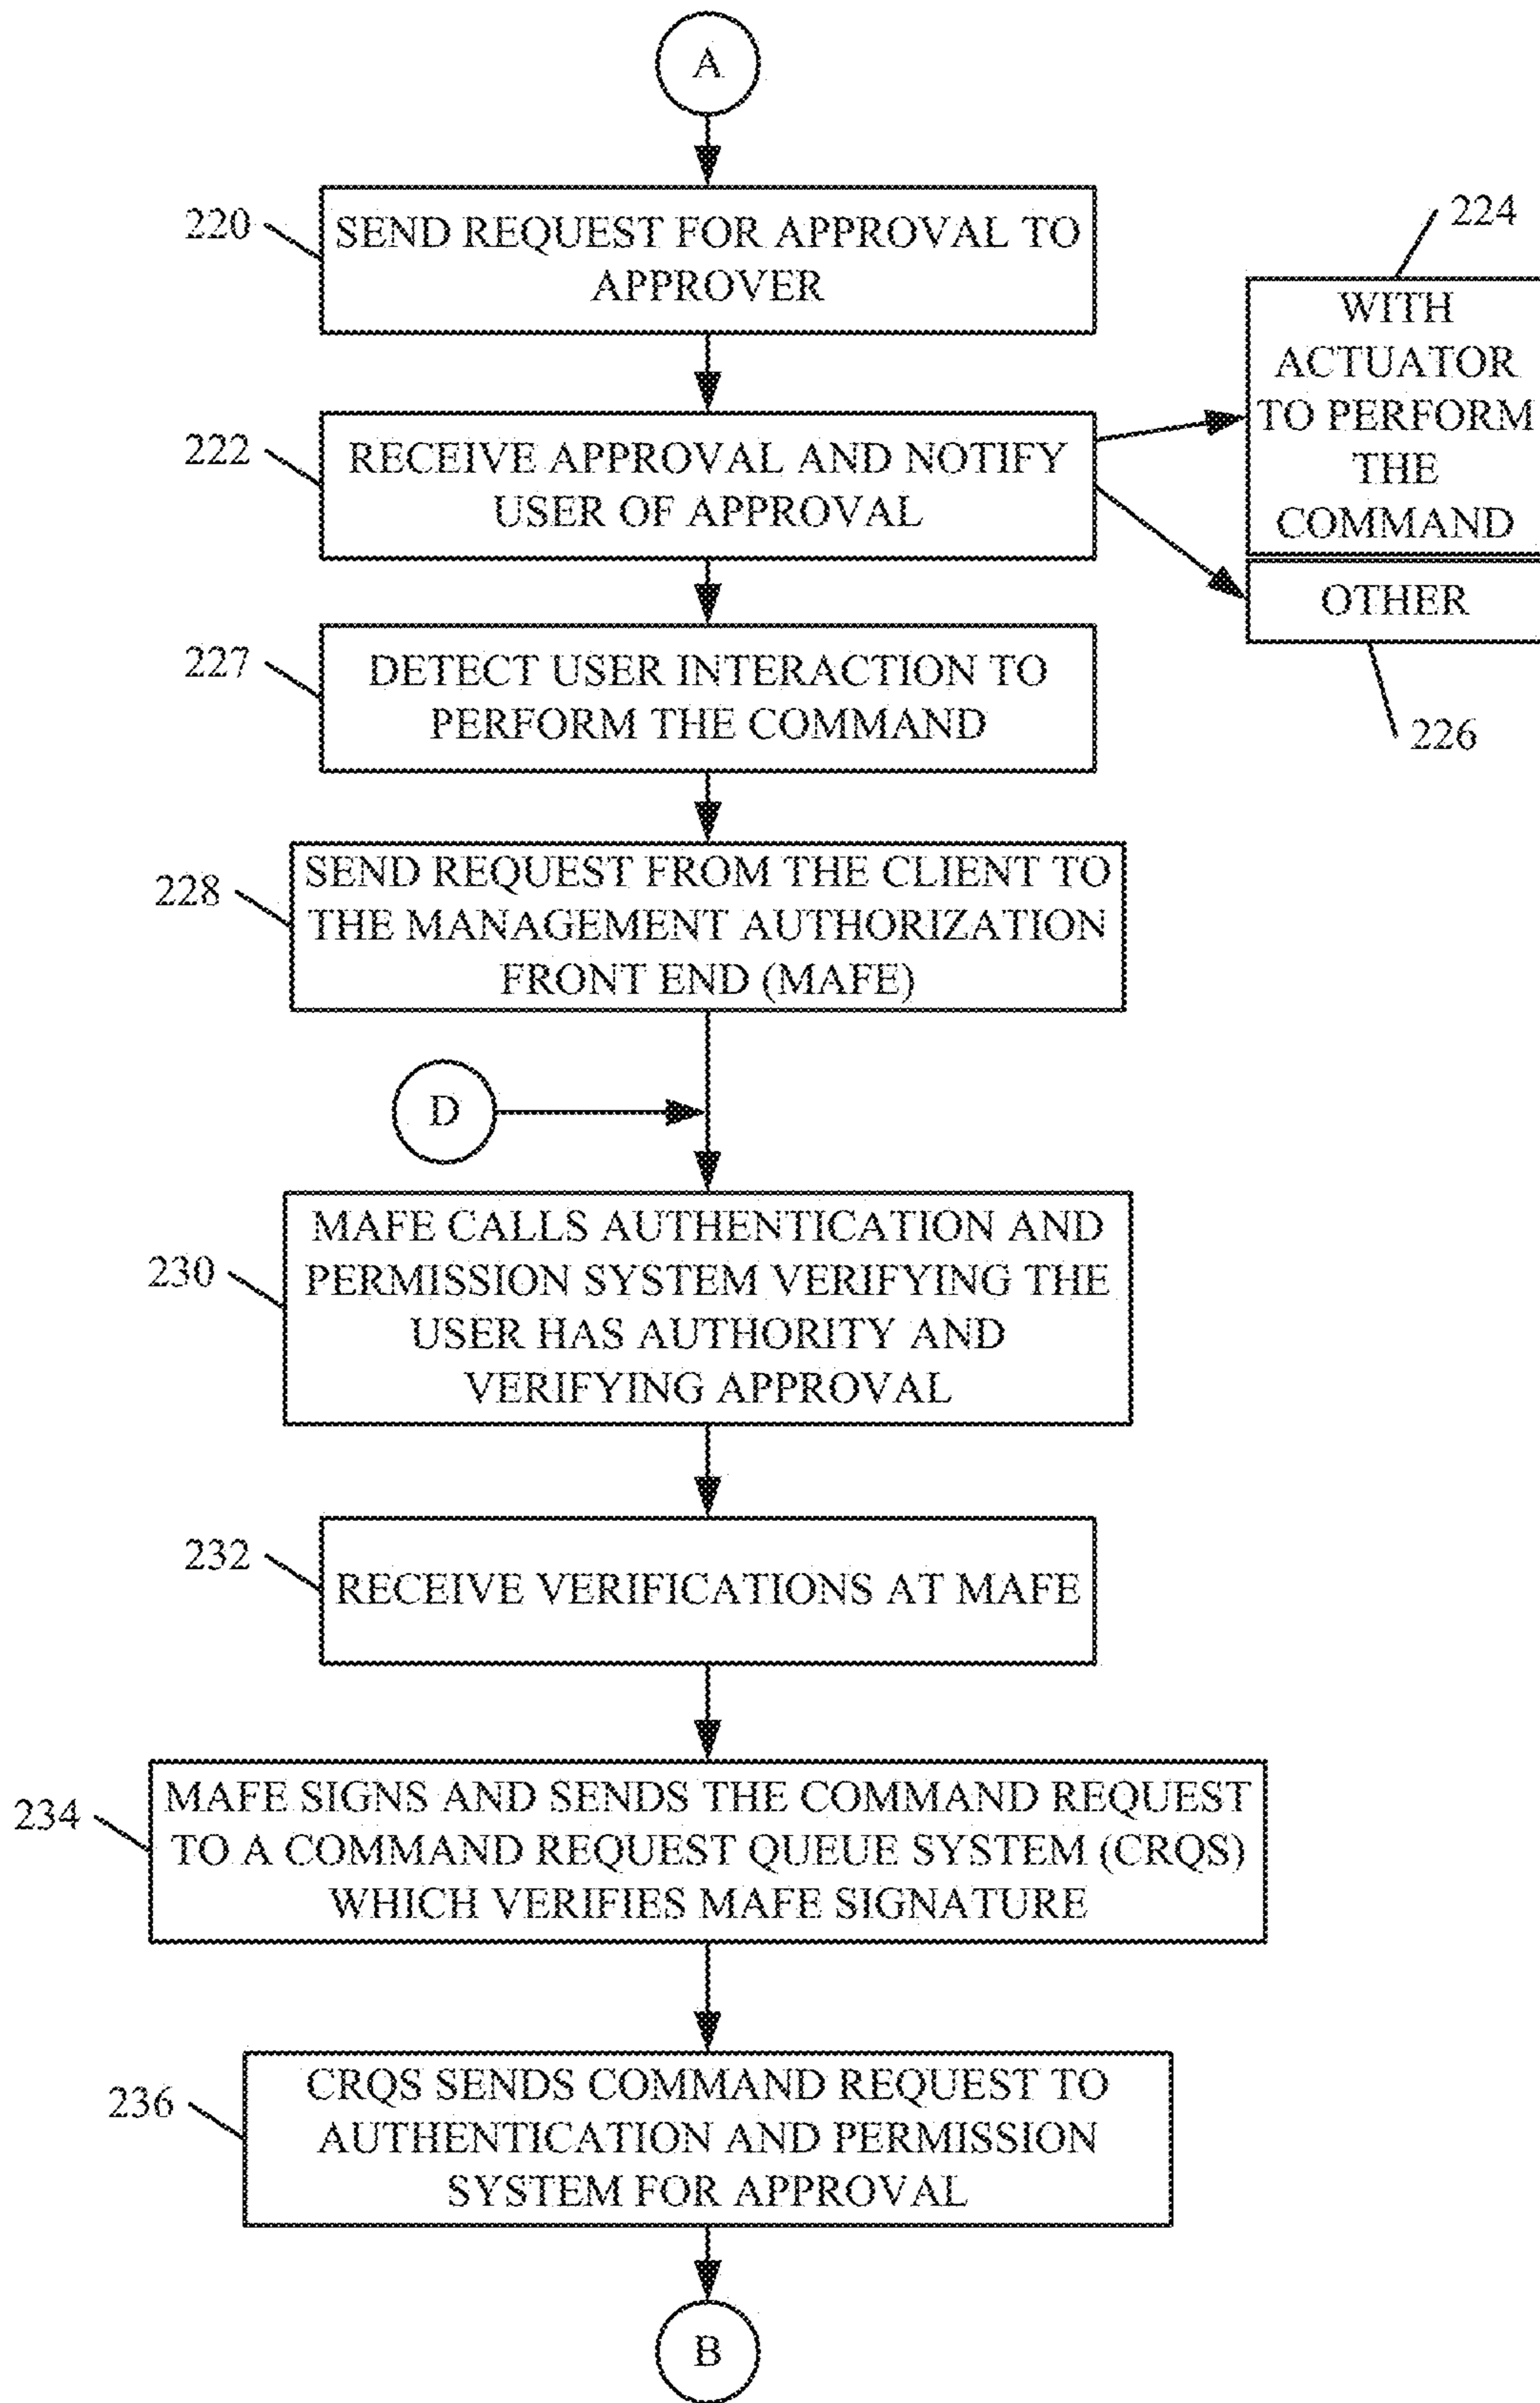 A
220
SEND REQUEST FOR APPROVAL TO
APPROVER
224
WITH
ACTUATOR
TO PERFORM
THE
COMMAND
222
RECEIVE APPROVAL AND NOTIFY
USER OF APPROVAL
OTHER
226
227
DETECT USER INTERACTION TO
PERFORM THE COMMAND
228
SEND REQUEST FROM THE CLIENT TO
THE MANAGEMENT AUTHORIZATION
FRONT END (MAFE)
D
230
MAFE CALLS AUTHENTICATION AND
PERMISSION SYSTEM VERIFYING THE
USER HAS AUTHORITY AND
VERIFYING APPROVAL
232
RECEIVE VERIFICATIONS AT MAFE
234
MAFE SIGNS AND SENDS THE COMMAND REQUEST
TO A COMMAND REQUEST QUEUE SYSTEM (CRQS)
WHICH VERIFIES MAFE SIGNATURE
236
CRQS SENDS COMMAND REQUEST TO
AUTHENTICATION AND PERMISSION
SYSTEM FOR APPROVAL
B